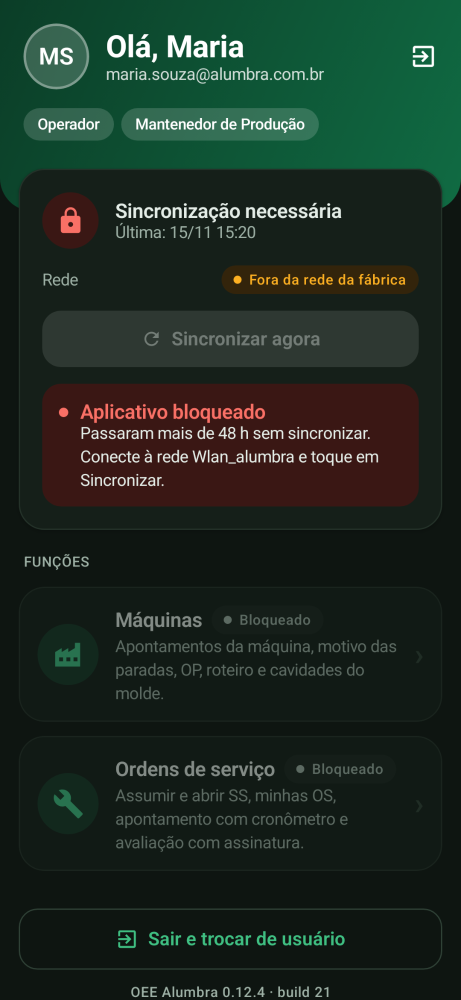 MS
Olá, Maria
maria.souza@alumbra.com.br
Operador
Mantenedor de Produção
Sincronização necessária
Última: 15/11 15:20
Rede
Fora da rede da fábrica
Sincronizar agora
Aplicativo bloqueado
Passaram mais de 48 h sem sincronizar.
Conecte à rede Wlan_alumbra e toque em
Sincronizar.
FUNÇÕES
Máquinas
Bloqueado
Apontamentos da máquina, motivo das
paradas, OP, roteiro e cavidades do
molde.
Ordens de serviço
Bloqueado
Assumir e abrir SS, minhas OS,
apontamento com cronômetro e
avaliação com assinatura.
Sair e trocar de usuário
OEE Alumbra 0.12.4 · build 21